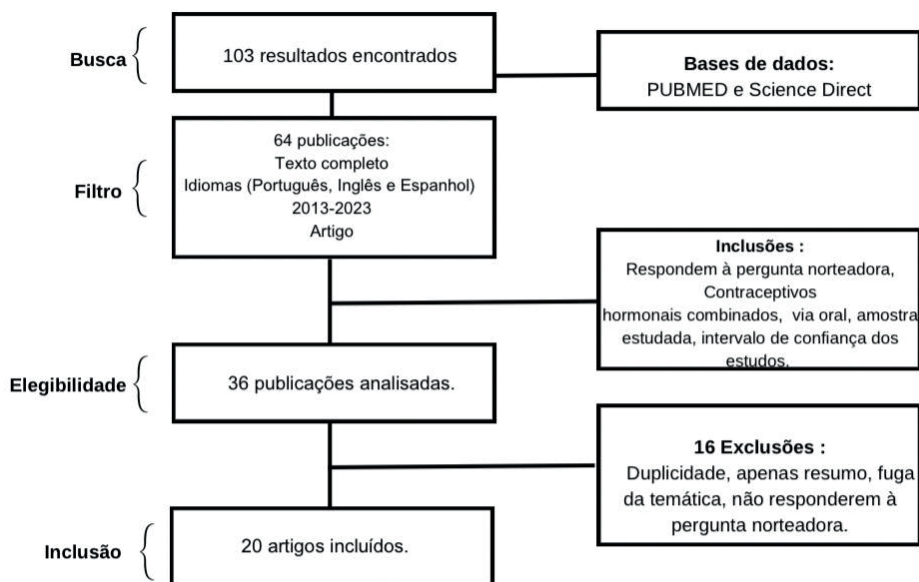 Busca
103 resultados encontrados
Bases de dados:
PUBMED e Science Direct
Filtro
64 publicações:
Texto completo
Idiomas (Português, Inglês e Espanhol)
2013-2023
Artigo
Inclusões :
Respondem à pergunta norteadora,
Contraceptivos
hormonais combinados, via oral, amostra
estudada, intervalo de confiança dos
estudos.
Elegibilidade
36 publicações analisadas.
16 Exclusões :
Duplicidade, apenas resumo, fuga
da temática, não responderem à
pergunta norteadora.
Inclusão
20 artigos incluídos.